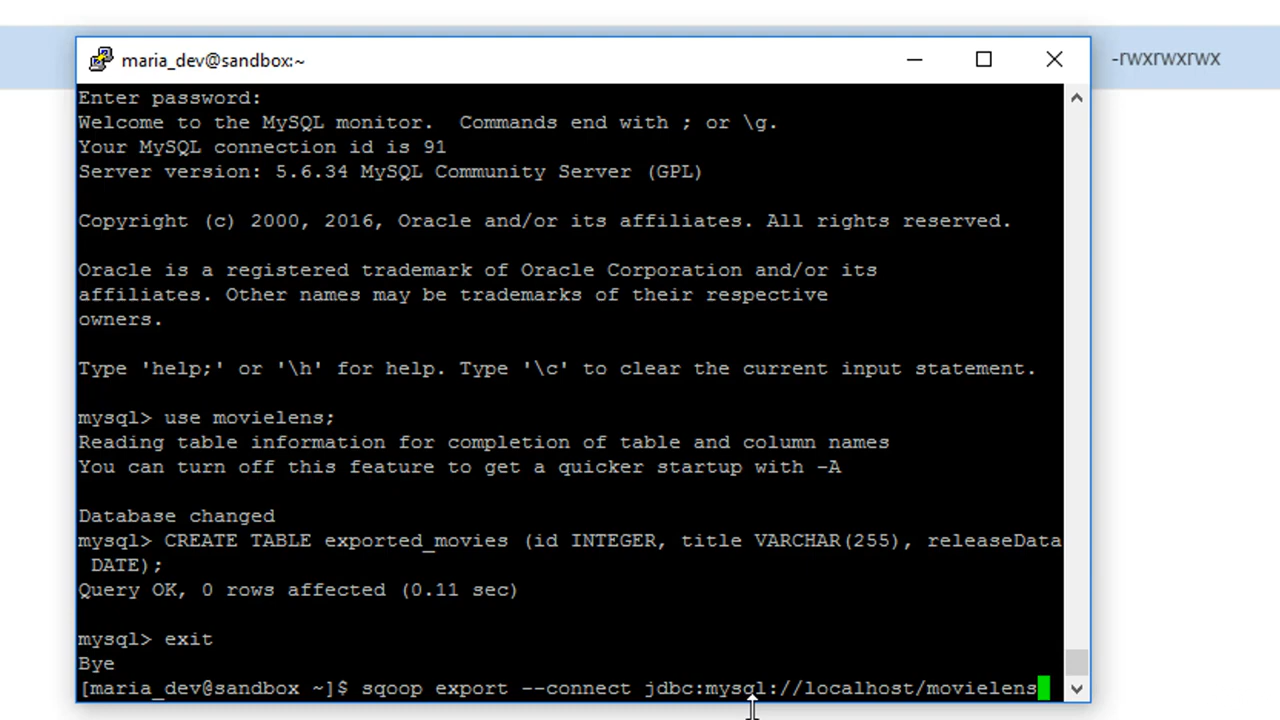 maria_dev@sandbox:~
-rwxrwxrwx
Enter password:
Welcome to the MySQL monitor.  Commands end with ; or \g.
Your MySQL connection id is 91
Server version: 5.6.34 MySQL Community Server (GPL)
Copyright (c) 2000, 2016, Oracle and/or its affiliates. All rights reserved.
Oracle is a registered trademark of Oracle Corporation and/or its
affiliates. Other names may be trademarks of their respective
owners.
Type 'help;' or '\h' for help. Type '\c' to clear the current input statement.
mysql> use movielens;
Reading table information for completion of table and column names
You can turn off this feature to get a quicker startup with -A
Database changed
mysql> CREATE TABLE exported_movies (id INTEGER, title VARCHAR(255), releaseData
 DATE);
Query OK, 0 rows affected (0.11 sec)
mysql> exit
Bye
[maria_dev@sandbox ~]$ sqoop export --connect jdbc:mysql://localhost/movielens